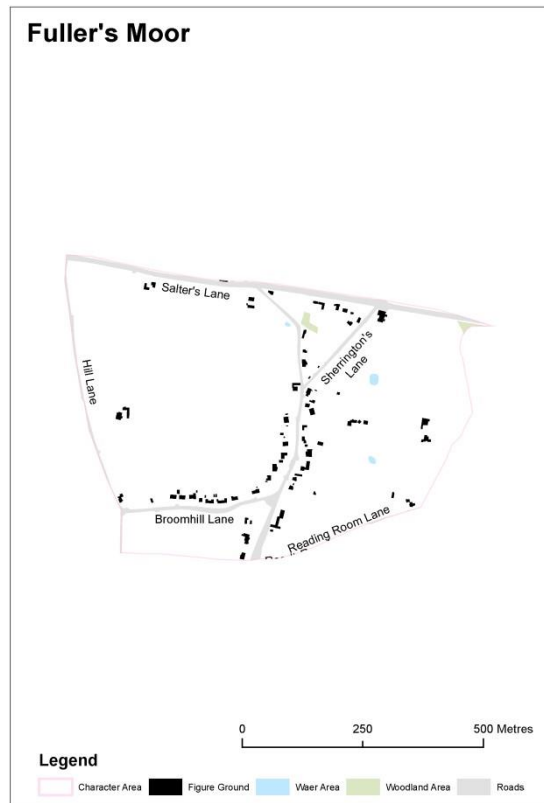 Fuller's Moor
Salter's Lane
Sherrington's
Lane
Hill Lane
Broomhill Lane
Reading Room Lane
0 250 500 Metres
Legend
Character Area Figure Ground Waer Area Woodland Area Roads